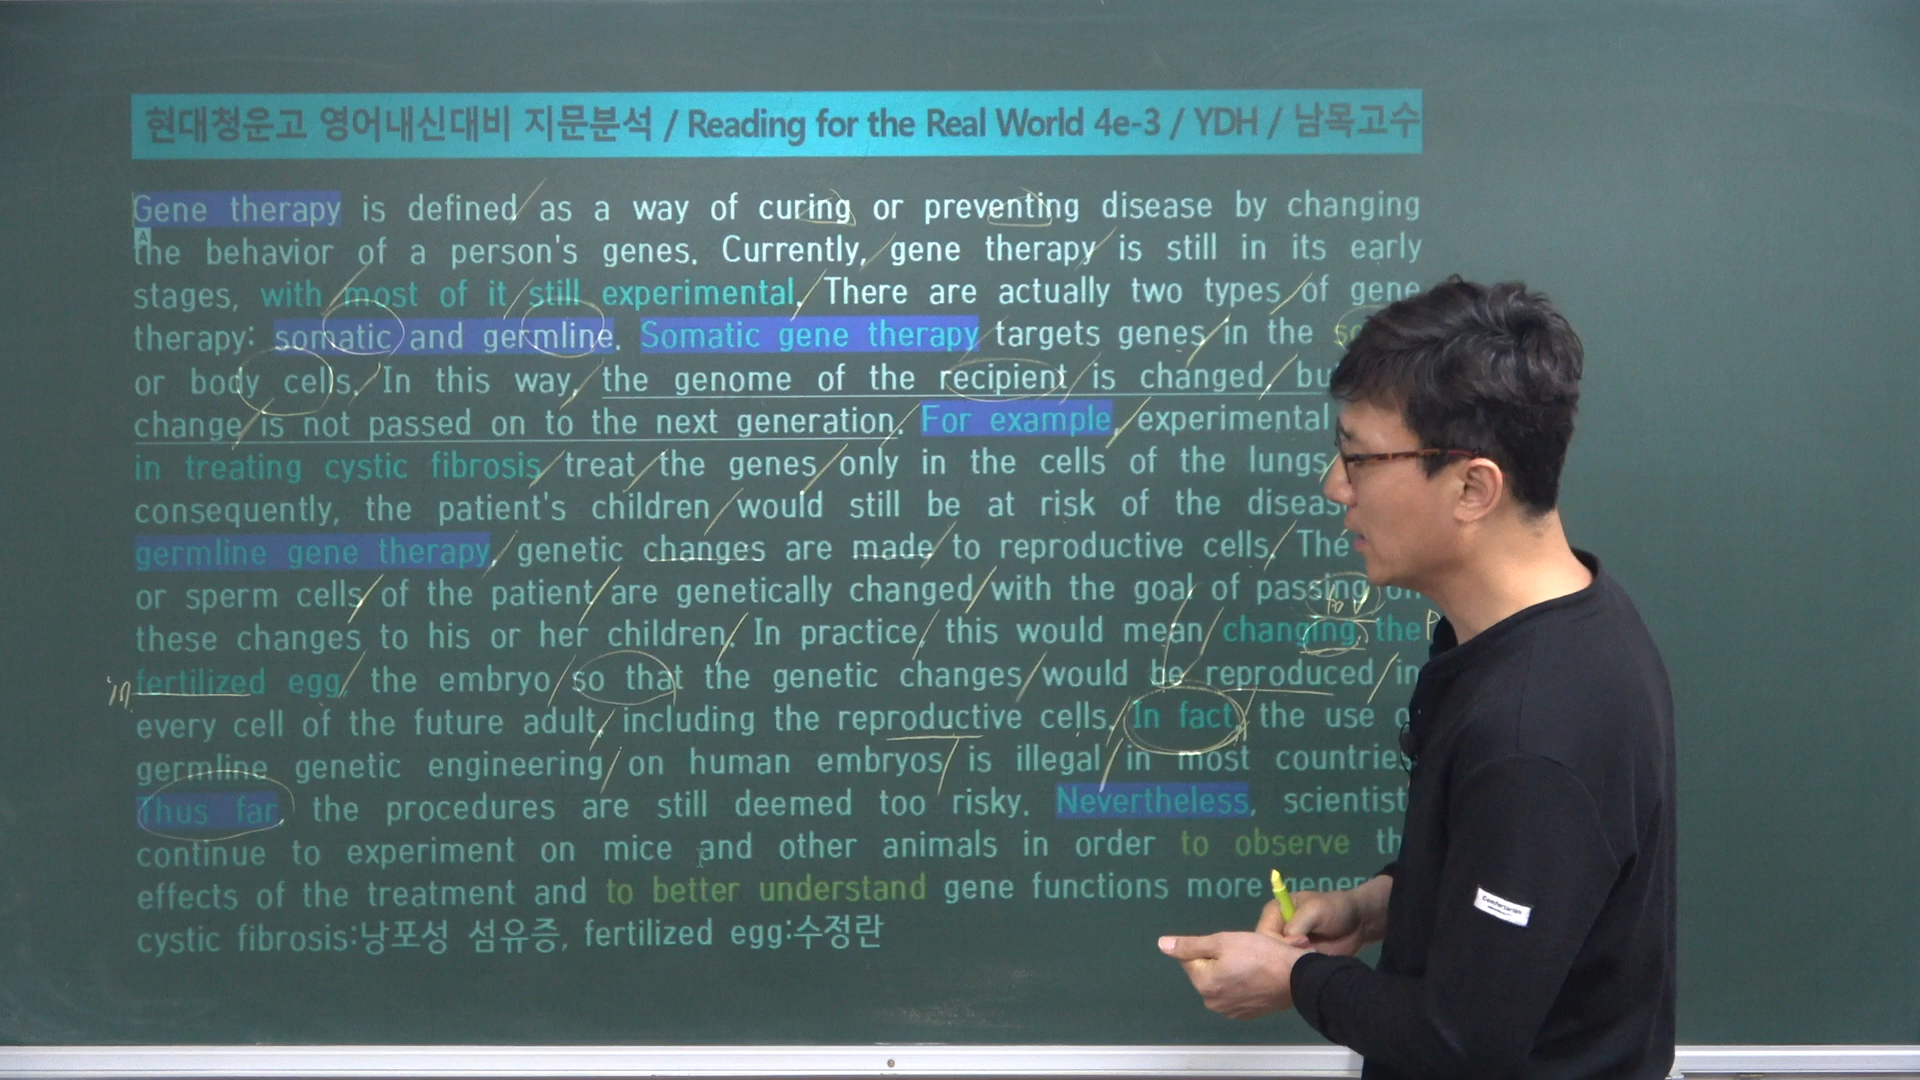 현대청운고 영어내신대비 지문분석 / Reading for the Real World 4e-3 / YDH / 남목고수
Gene therapy is defined as a way of curing or preventing disease by changing
A
the behavior of a person's genes. Currently, gene therapy is still in its early
stages, with most of it still experimental. There are actually two types of gene
therapy: somatic and germline. Somatic gene therapy targets genes in the
or body cells. In this way, the genome of the recipient is changed, bu
change is not passed on to the next generation. For example, experimental
in treating cystic fibrosis treat the genes only in the cells of the lungs
consequently, the patient's children would still be at risk of the diseas
germline gene therapy, genetic changes are made to reproductive cells. The
or sperm cells of the patient are genetically changed with the goal of passing on
to V
these changes to his or her children. In practice, this would mean changing the P
in fertilized egg, the embryo so that the genetic changes would be reproduced in
every cell of the future adult, including the reproductive cells. In fact, the use o
germline genetic engineering on human embryos is illegal in most countries
Thus far, the procedures are still deemed too risky. Nevertheless, scientist
continue to experiment on mice and other animals in order to observe th
effects of the treatment and to better understand gene functions more gener
cystic fibrosis:낭포성 섬유증, fertilized egg:수정란